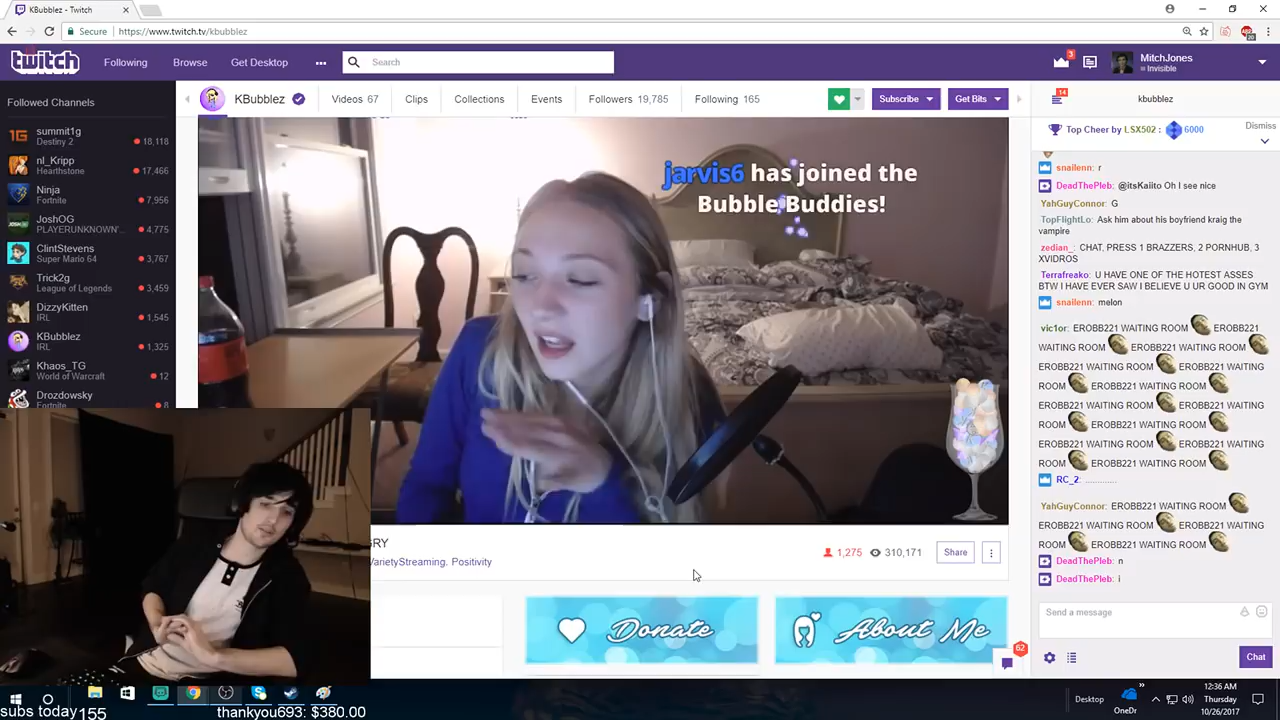 KBubblez - Twitch
Secure | https://www.twitch.tv/kbubblez
twitch Following Browse Get Desktop ... Search MitchJones
Invisible
3
Followed Channels
summit1g
Destiny 2 18,118
nl_Kripp
Hearthstone 17,466
Ninja
Fortnite 7,956
JoshOG
PLAYERUNKNOWN'... 4,775
ClintStevens
Super Mario 64 3,767
Trick2g
League of Legends 3,459
DizzyKitten
IRL 1,545
KBubblez
IRL 1,325
Khaos_TG
World of Warcraft 12
Drozdowsky
Fortnite 8
KBubblez Videos 67 Clips Collections Events Followers 19,785 Following 165 Subscribe Get Bits
jarvis6 has joined the
Bubble Buddies!
GRY
VarietyStreaming, Positivity
1,275 310,171 Share
Donate About Me
62
14 kbubblez
Top Cheer by LSX502 : 6000 Dismiss
snailenn: r
DeadThePleb: @itsKaiito Oh I see nice
YahGuyConnor: G
TopFlightLo: Ask him about his boyfriend kraig the
vampire
zedian_: CHAT, PRESS 1 BRAZZERS, 2 PORNHUB, 3
XVIDROS
Terrafreako: U HAVE ONE OF THE HOTEST ASSES
BTW I HAVE EVER SAW I BELIEVE U UR GOOD IN GYM
snailenn: melon
vic1or: EROBB221 WAITING ROOM EROBB221
WAITING ROOM EROBB221 WAITING ROOM
EROBB221 WAITING ROOM EROBB221 WAITING
ROOM EROBB221 WAITING ROOM
EROBB221 WAITING ROOM EROBB221 WAITING
ROOM EROBB221 WAITING ROOM
EROBB221 WAITING ROOM EROBB221 WAITING
ROOM EROBB221 WAITING ROOM
RC_2: .............
YahGuyConnor: EROBB221 WAITING ROOM
EROBB221 WAITING ROOM EROBB221 WAITING
ROOM EROBB221 WAITING ROOM
DeadThePleb: n
DeadThePleb: i
Send a message
Chat
subs today 155 thankyou693: $380.00
Desktop OneDr
12:36 AM
Thursday
10/26/2017